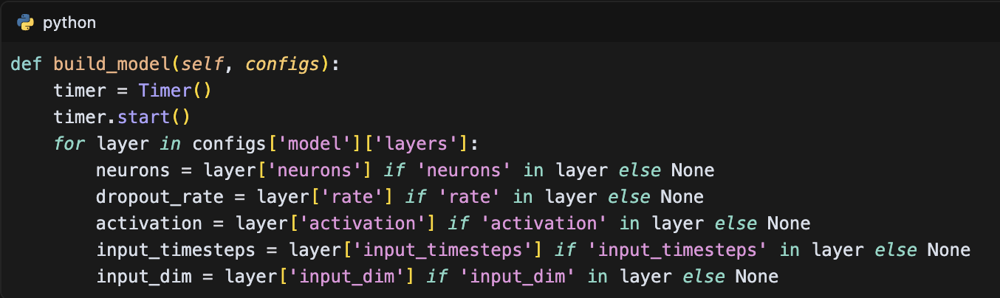 python
def build_model(self, configs):
    timer = Timer()
    timer.start()
    for layer in configs['model']['layers']:
        neurons = layer['neurons'] if 'neurons' in layer else None
        dropout_rate = layer['rate'] if 'rate' in layer else None
        activation = layer['activation'] if 'activation' in layer else None
        input_timesteps = layer['input_timesteps'] if 'input_timesteps' in layer else None
        input_dim = layer['input_dim'] if 'input_dim' in layer else None